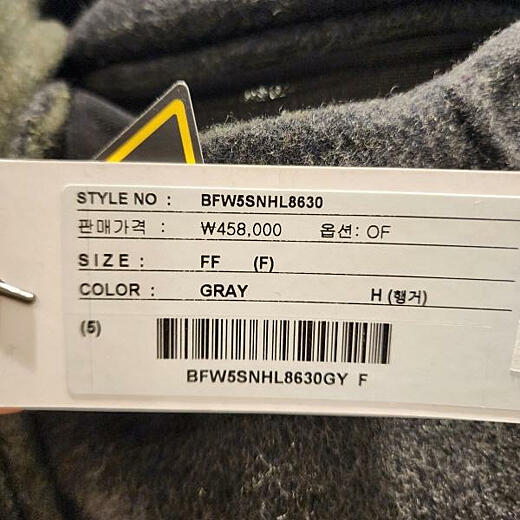 STYLE NO : BFW5SNHL8630
판매가격 : ₩458,000 옵션: OF
SIZE : FF (F)
COLOR : GRAY H (행거)
(5)
BFW5SNHL8630GY F